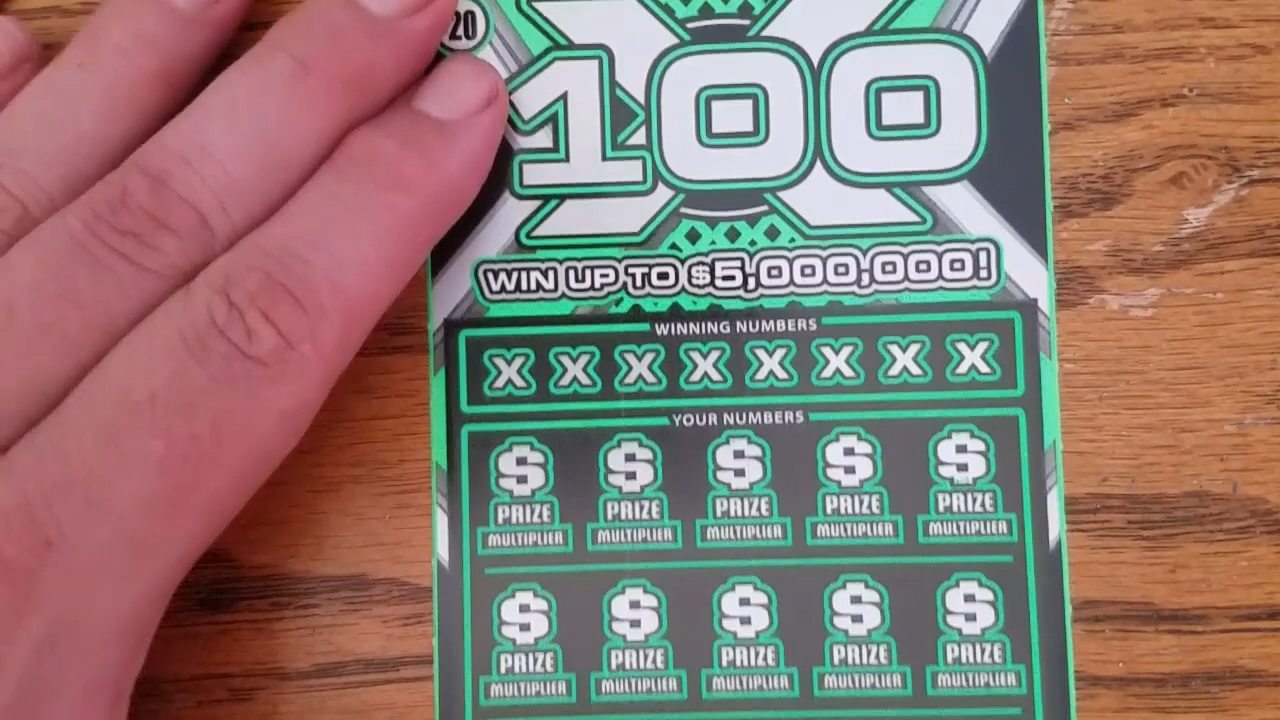 20
X
100
WIN UP TO $5,000,000!
WINNING NUMBERS
X X X X X X X X
YOUR NUMBERS
$ $ $ $ $
PRIZE PRIZE PRIZE PRIZE PRIZE
MULTIPLIER MULTIPLIER MULTIPLIER MULTIPLIER MULTIPLIER
$ $ $ $ $
PRIZE PRIZE PRIZE PRIZE PRIZE
MULTIPLIER MULTIPLIER MULTIPLIER MULTIPLIER MULTIPLIER